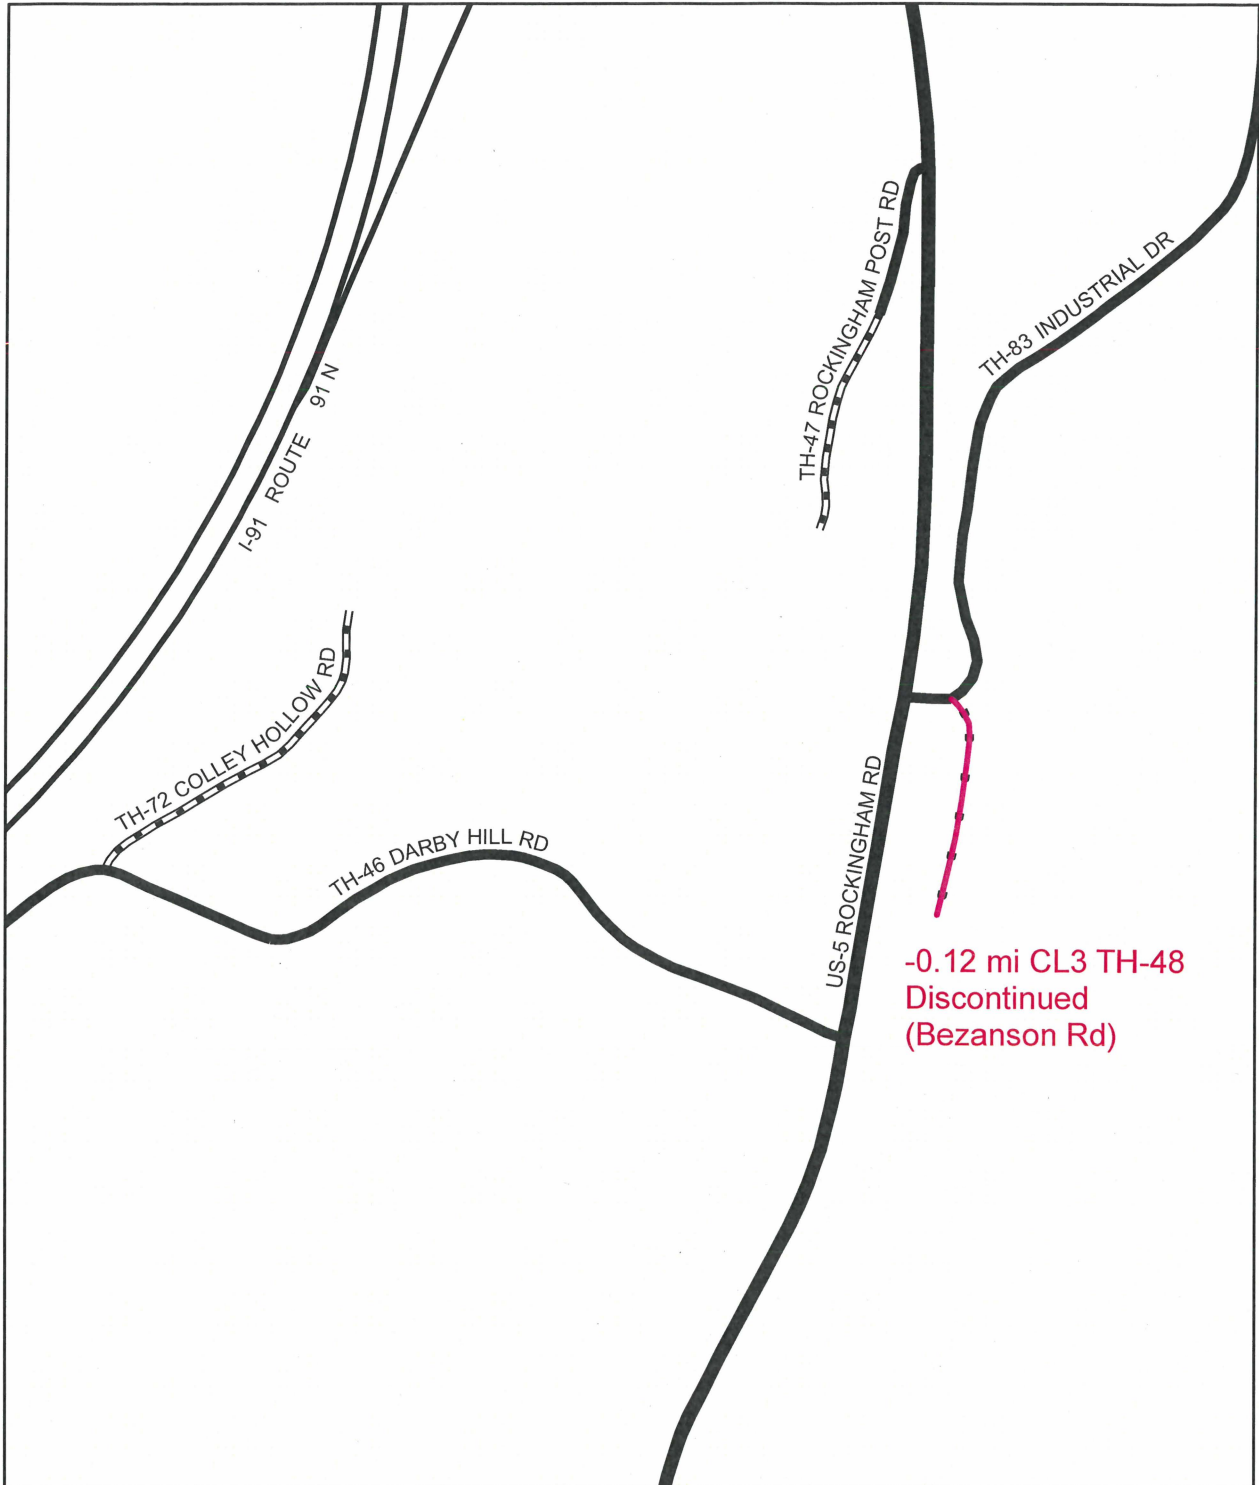 TH-47 ROCKINGHAM POST RD
TH-83 INDUSTRIAL DR
I-91 ROUTE 91 N
TH-72 COLLEY HOLLOW RD
TH-46 DARBY HILL RD
US-5 ROCKINGHAM RD
-0.12 mi CL3 TH-48
Discontinued
(Bezanson Rd)